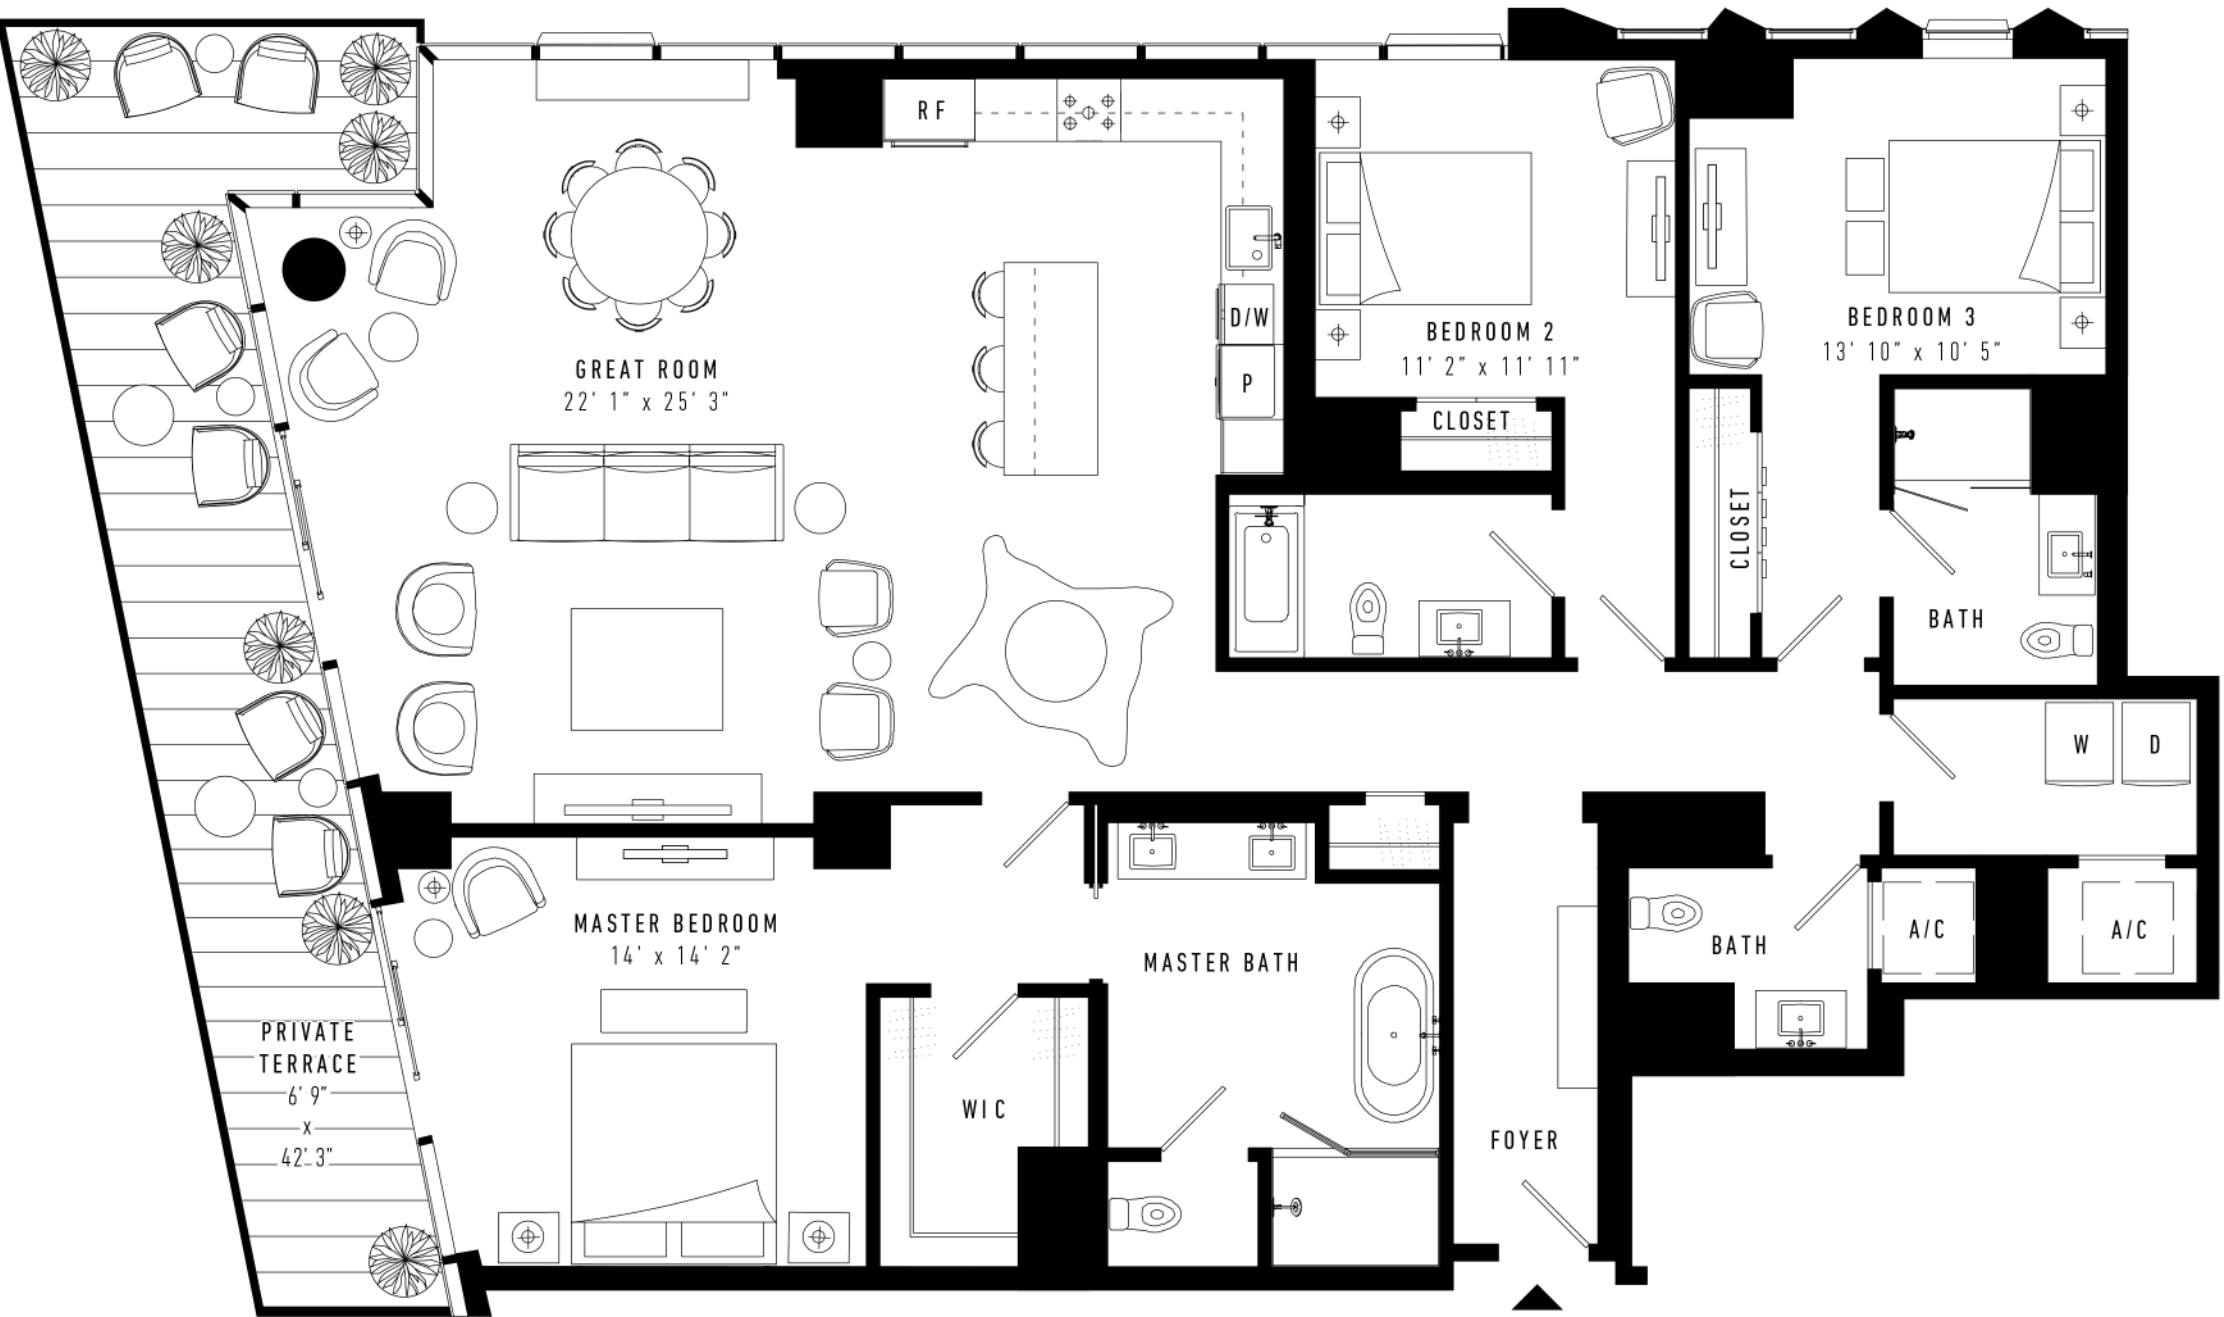 RF
D/W
P
GREAT ROOM
22' 1" x 25' 3"
BEDROOM 2
11' 2" x 11' 11"
CLOSET
BEDROOM 3
13' 10" x 10' 5"
CLOSET
BATH
W
D
A/C
A/C
BATH
MASTER BEDROOM
14' x 14' 2"
MASTER BATH
WIC
FOYER
PRIVATE
TERRACE
6' 9"
x
42' 3"